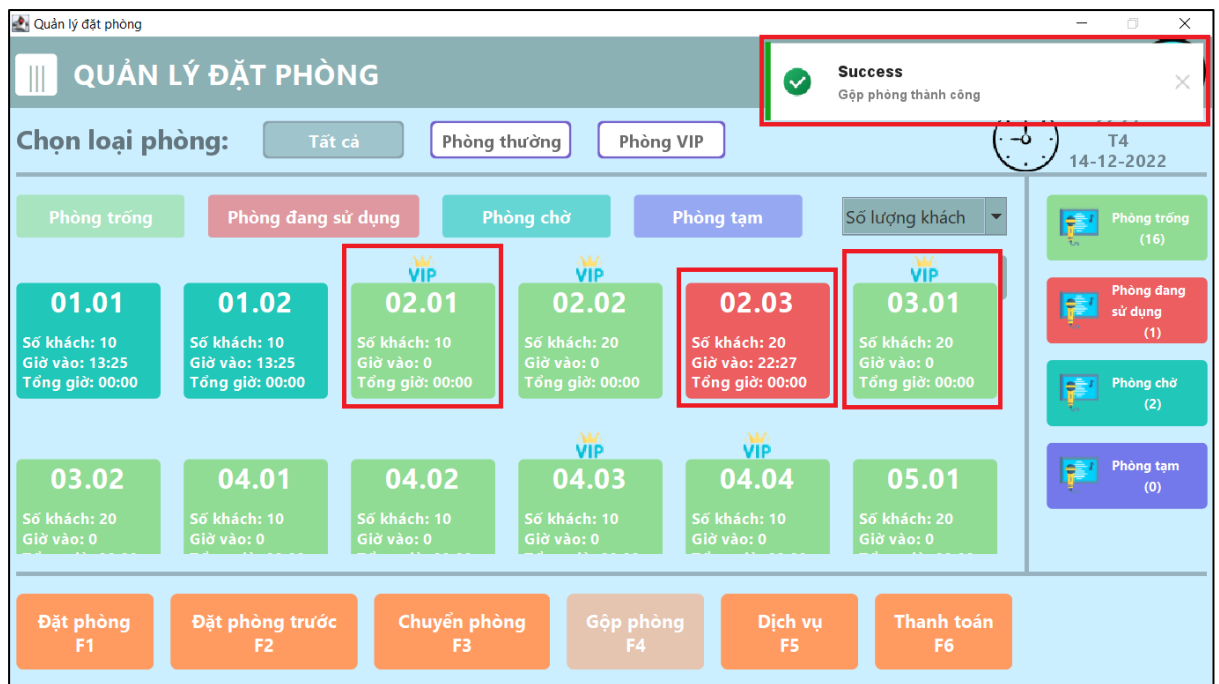 Quản lý đặt phòng
QUẢN LÝ ĐẶT PHÒNG
Success
Gộp phòng thành công
Chọn loại phòng:
Tất cả
Phòng thường
Phòng VIP
T4
14-12-2022
Phòng trống
Phòng đang sử dụng
Phòng chờ
Phòng tạm
Số lượng khách
VIP
VIP
VIP
01.01
Số khách: 10
Giờ vào: 13:25
Tổng giờ: 00:00
01.02
Số khách: 10
Giờ vào: 13:25
Tổng giờ: 00:00
02.01
Số khách: 10
Giờ vào: 0
Tổng giờ: 00:00
02.02
Số khách: 20
Giờ vào: 0
Tổng giờ: 00:00
02.03
Số khách: 20
Giờ vào: 22:27
Tổng giờ: 00:00
03.01
Số khách: 20
Giờ vào: 0
Tổng giờ: 00:00
VIP
VIP
03.02
Số khách: 20
Giờ vào: 0
04.01
Số khách: 10
Giờ vào: 0
04.02
Số khách: 10
Giờ vào: 0
04.03
Số khách: 10
Giờ vào: 0
04.04
Số khách: 10
Giờ vào: 0
05.01
Số khách: 20
Giờ vào: 0
Phòng trống
(16)
Phòng đang
sử dụng
(1)
Phòng chờ
(2)
Phòng tạm
(0)
Đặt phòng
F1
Đặt phòng trước
F2
Chuyển phòng
F3
Gộp phòng
F4
Dịch vụ
F5
Thanh toán
F6